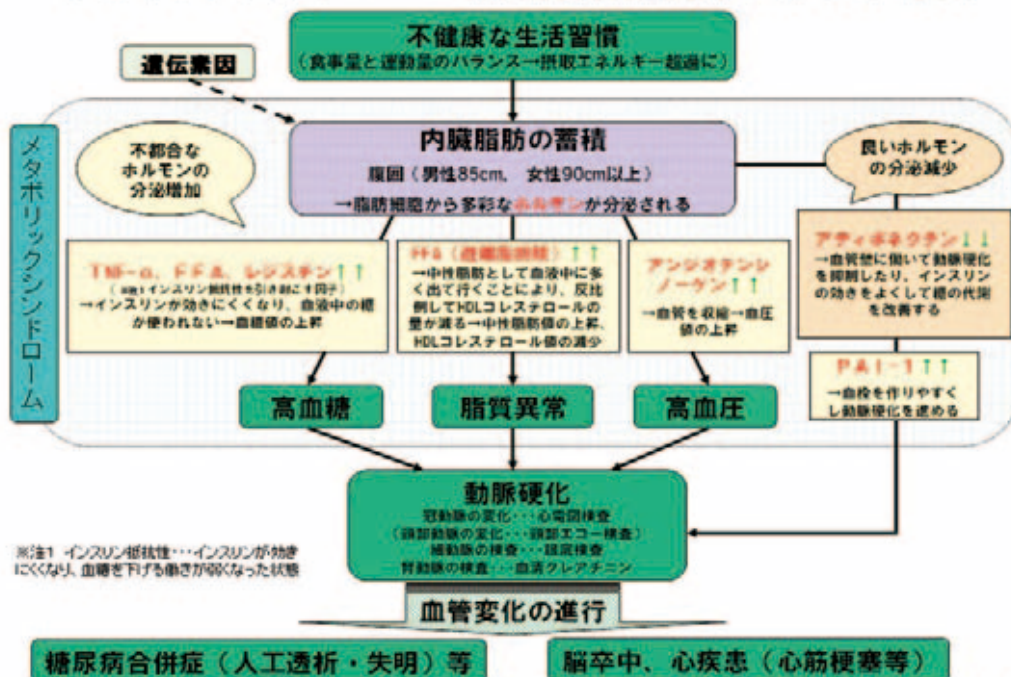 不健康な生活習慣
(食事量と運動量のバランス→摂取エネルギー超過に)
遺伝素因
メタボリックシンドローム
不都合な
ホルモンの
分泌増加
内臓脂肪の蓄積
腹囲(男性85cm、 女性90cm以上)
→脂肪細胞から多彩なホルモンが分泌される
良いホルモン
の分泌減少
TNF-α、FFA、レジスチン↑↑
(※注1 インスリン抵抗性を引き起こす因子)
→インスリンが効きにくくなり、血液中の糖
が使われない→血糖値の上昇
FFA(遊離脂肪酸)↑↑
→中性脂肪として血液中に多
く出て行くことにより、反比
例してHDLコレステロールの
量が減る→中性脂肪値の上昇、
HDLコレステロール値の減少
アンジオテンシ
ノーゲン↑↑
→血管を収縮→血圧
値の上昇
アディポネクチン↓↓
→血管壁に働いて動脈硬化
を抑制したり、インスリン
の効きをよくして糖の代謝
を改善する
PAI-1↑↑
→血栓を作りやすく
し動脈硬化を進める
高血糖
脂質異常
高血圧
動脈硬化
冠動脈の変化・・・心電図検査
(頸部動脈の変化・・・頸部エコー検査)
細動脈の検査・・・眼底検査
腎動脈の検査・・・血清クレアチニン
※注1 インスリン抵抗性・・・インスリンが効き
にくくなり、血糖を下げる働きが弱くなった状態
血管変化の進行
糖尿病合併症(人工透析・失明)等
脳卒中、心疾患(心筋梗塞等)